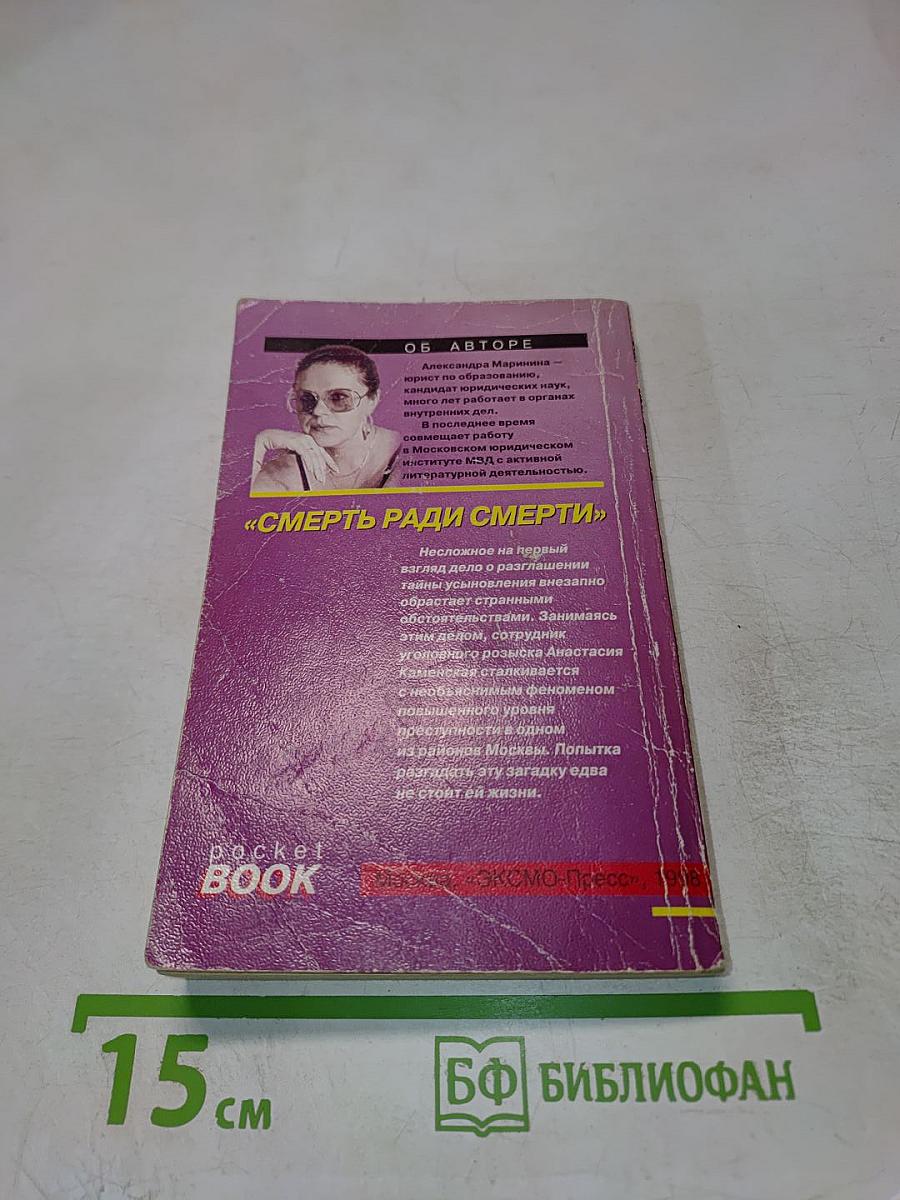 ОБ АВТОРЕ
Александра Маринина —
юрист по образованию,
кандидат юридических наук,
много лет работает в органах
внутренних дел.
В последнее время
совмещает работу
в Московском юридическом
институте МВД с активной
литературной деятельностью.
«СМЕРТЬ РАДИ СМЕРТИ»
Несложное на первый
взгляд дело о разглашении
тайны усыновления внезапно
обрастает странными
обстоятельствами. Занимаясь
этим делом, сотрудник
уголовного розыска Анастасия
Каменская сталкивается
с необъяснимым феноменом
повышенного уровня
преступности в одном
из районов Москвы. Попытка
разгадать эту загадку едва
не стоит ей жизни.
pocket
BOOK
Москва, «ЭКСМО-Пресс», 1998
15 см
БФ БИБЛИОФАН